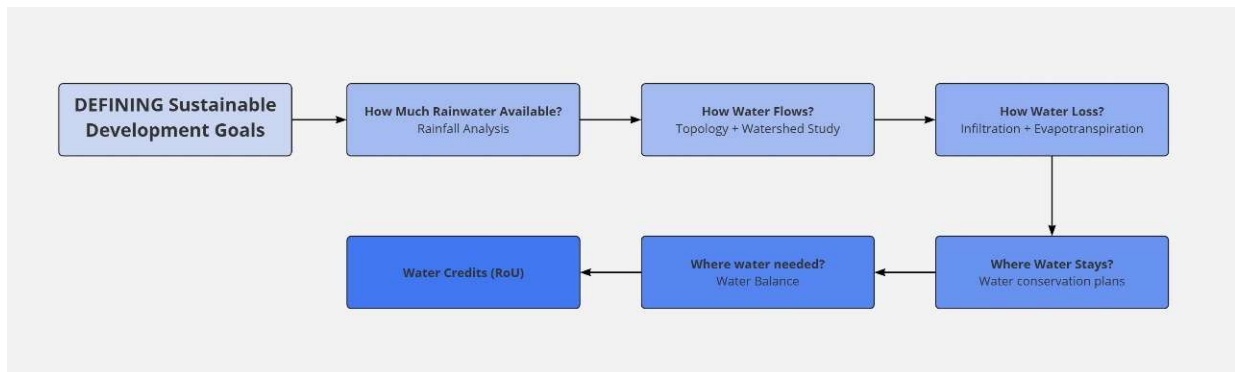 DEFINING Sustainable
Development Goals
How Much Rainwater Available?
Rainfall Analysis
How Water Flows?
Topology + Watershed Study
How Water Loss?
Infiltration + Evapotranspiration
Where Water Stays?
Water conservation plans
Where water needed?
Water Balance
Water Credits (RoU)